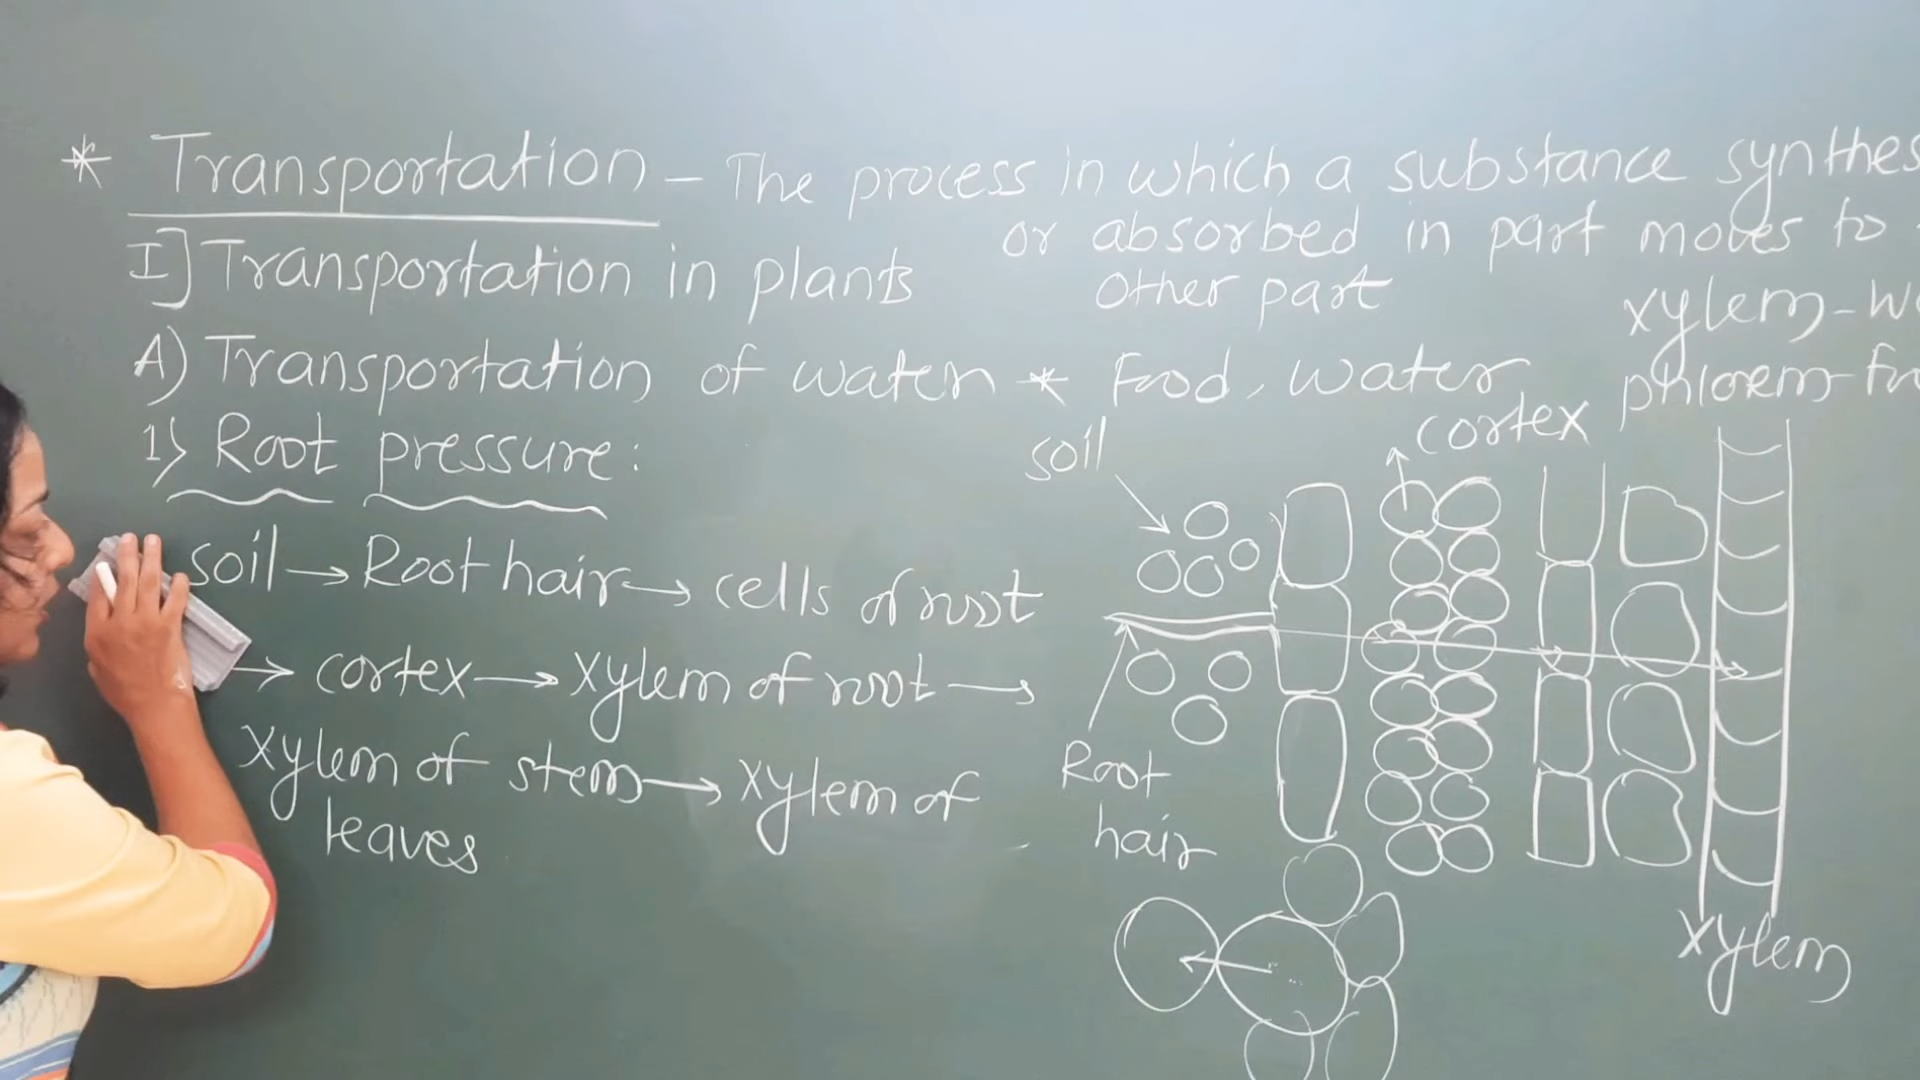 * Transportation - The process in which a substance synthes
or absorbed in part moves to
other part
I] Transportation in plants
xylem - W
A) Transportation of water * Food, water
phloem - Fo
1) Root pressure:
soil → Root hair → cells of root
→ cortex → xylem of root →
xylem of stem → xylem of
leaves
soil
cortex
Root
hair
xylem